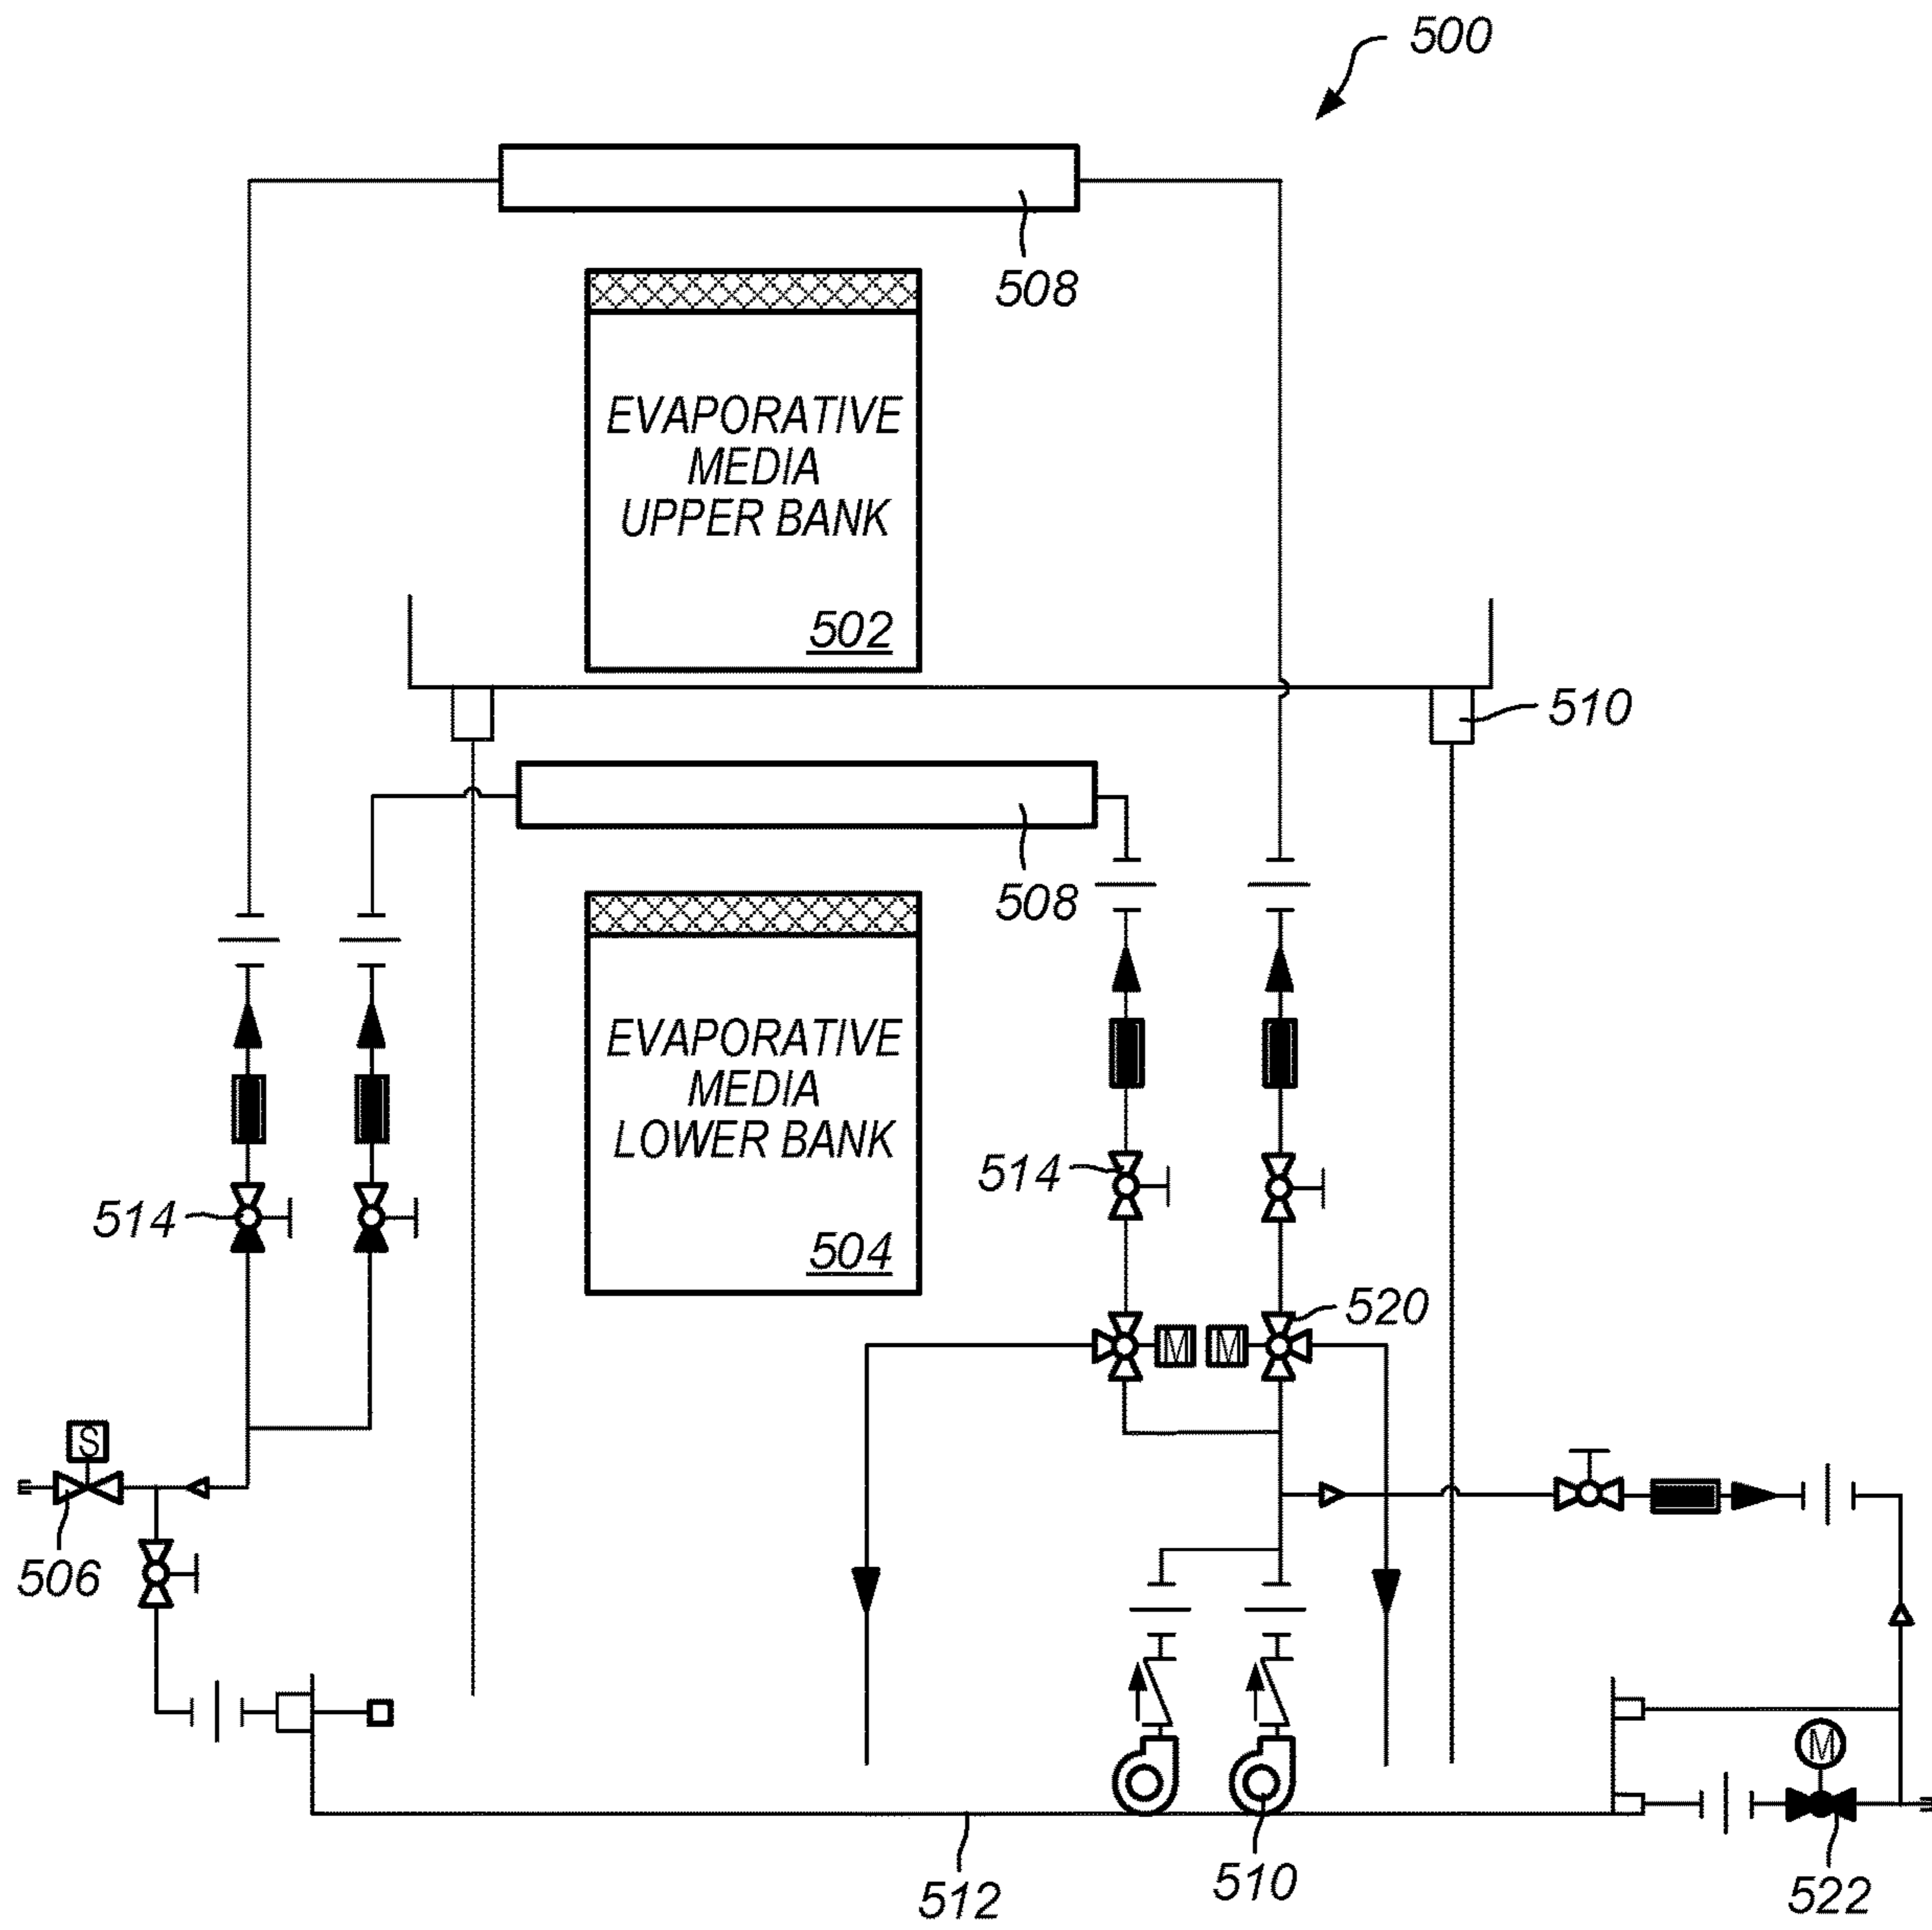 500
508
EVAPORATIVE
MEDIA
UPPER BANK
502
510
508
EVAPORATIVE
MEDIA
LOWER BANK
504
514
514
520
M
M
S
506
M
510
512
522